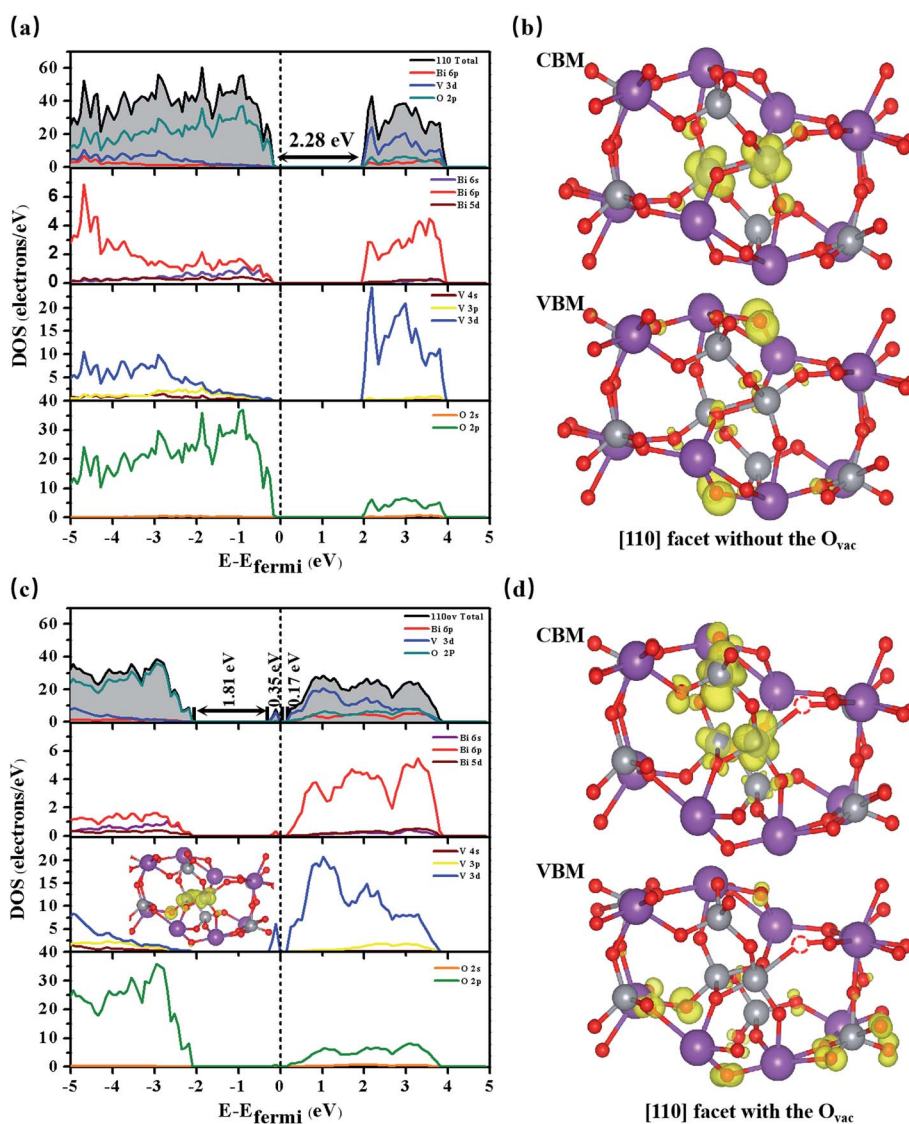 (a)
DOS (electrons/eV)
60
40
20
0
110 Total
Bi 6p
V 3d
O 2p
2.28 eV
6
4
2
0
Bi 6s
Bi 6p
Bi 5d
20
15
10
5
V 4s
V 3p
V 3d
40
30
20
10
0
O 2s
O 2p
-5 -4 -3 -2 -1 0 1 2 3 4 5
E-Efermi (eV)
(b)
CBM
VBM
[110] facet without the Ovac
(c)
DOS (electrons/eV)
60
40
20
0
110ov Total
Bi 6p
V 3d
O 2P
1.81 eV
0.35 eV
0.17 eV
6
4
2
0
Bi 6s
Bi 6p
Bi 5d
20
15
10
5
V 4s
V 3p
V 3d
40
30
20
10
0
O 2s
O 2p
-5 -4 -3 -2 -1 0 1 2 3 4 5
E-Efermi (eV)
(d)
CBM
VBM
[110] facet with the Ovac